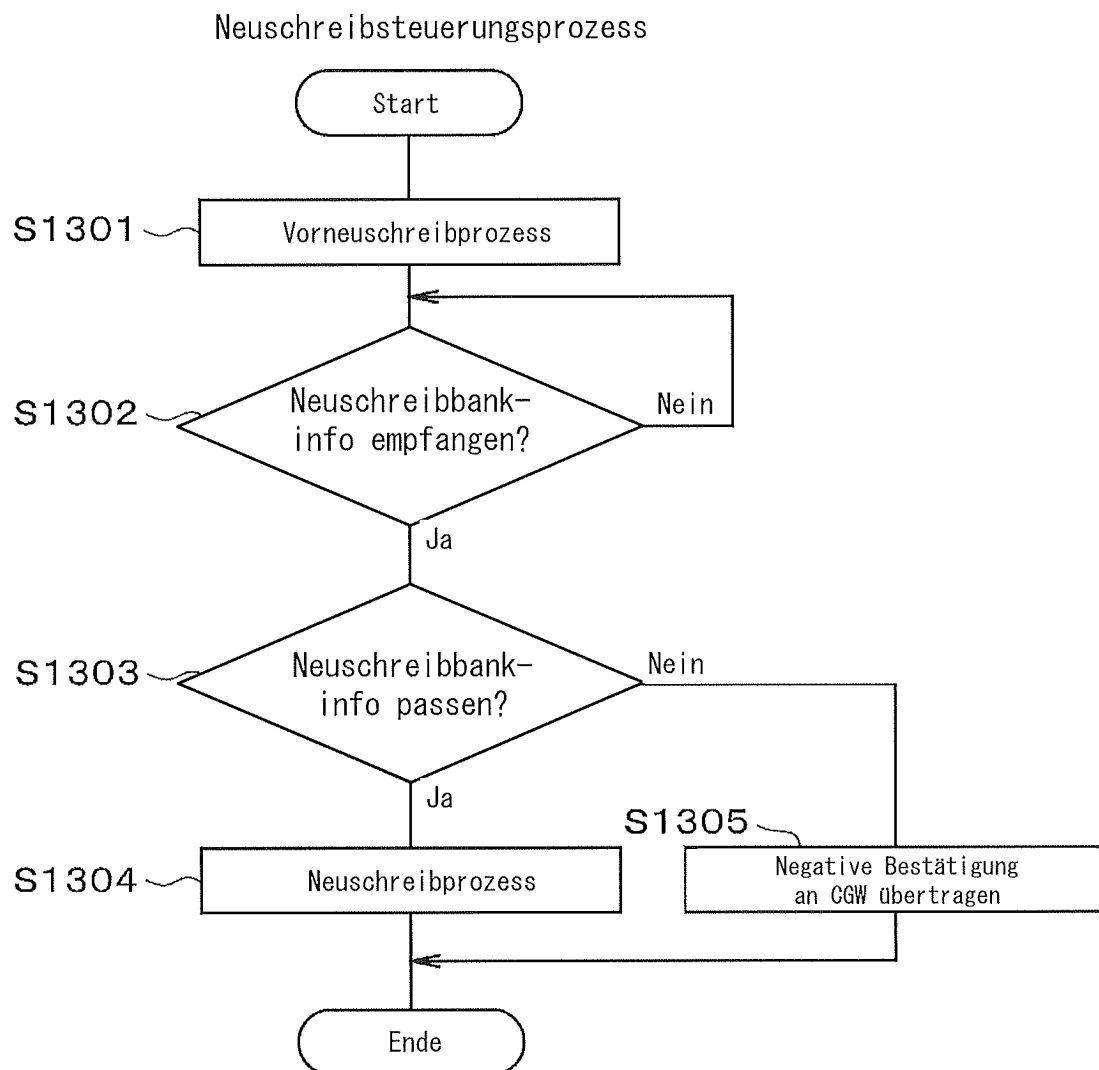 Neuschreibsteuerungsprozess
Start
S1301
Vorneuschreibprozess
S1302
Neuschreibbank-
info empfangen?
Nein
Ja
S1303
Neuschreibbank-
info passen?
Nein
Ja
S1304
Neuschreibprozess
S1305
Negative Bestätigung
an CGW übertragen
Ende